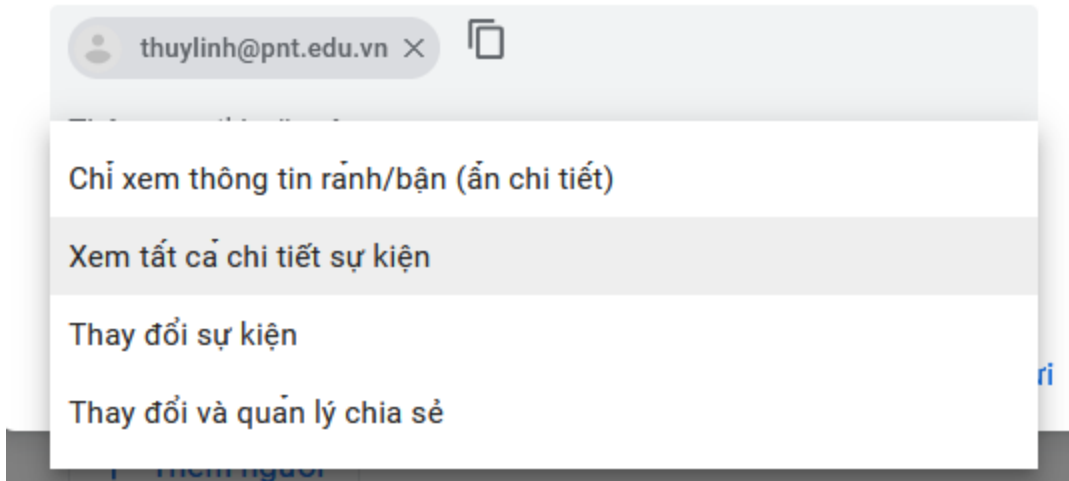 thuylinh@pnt.edu.vn
Chỉ xem thông tin rảnh/bận (ẩn chi tiết)
Xem tất cả chi tiết sự kiện
Thay đổi sự kiện
Thay đổi và quản lý chia sẻ